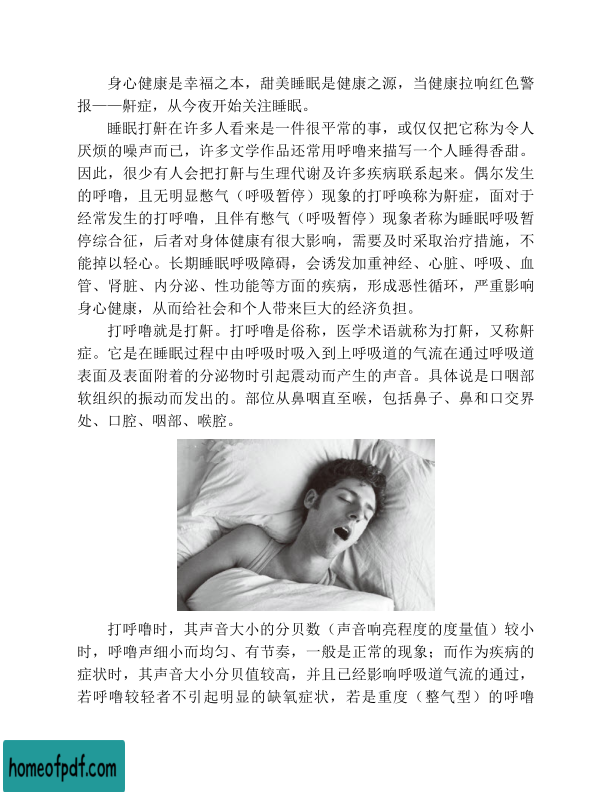 身心健康是幸福之本，甜美睡眠是健康之源，当健康拉响红色警
报——鼾症，从今夜开始关注睡眠。
睡眠打鼾在许多人看来是一件很平常的事，或仅仅把它称为令人
厌烦的噪声而已，许多文学作品还常用呼噜来描写一个人睡得香甜。
因此，很少有人会把打鼾与生理代谢及许多疾病联系起来。偶尔发生
的呼噜，且无明显憋气（呼吸暂停）现象的打呼唤称为鼾症，面对于
经常发生的打呼噜，且伴有憋气（呼吸暂停）现象者称为睡眠呼吸暂
停综合征，后者对身体健康有很大影响，需要及时采取治疗措施，不
能掉以轻心。长期睡眠呼吸障碍，会诱发加重神经、心脏、呼吸、血
管、肾脏、内分泌、性功能等方面的疾病，形成恶性循环，严重影响
身心健康，从而给社会和个人带来巨大的经济负担。
打呼噜就是打鼾。打呼噜是俗称，医学术语就称为打鼾，又称鼾
症。它是在睡眠过程中由呼吸时吸入到上呼吸道的气流在通过呼吸道
表面及表面附着的分泌物时引起震动而产生的声音。具体说是口咽部
软组织的振动而发出的。部位从鼻咽直至喉，包括鼻子、鼻和口交界
处、口腔、咽部、喉腔。
打呼噜时，其声音大小的分贝数（声音响亮程度的度量值）较小
时，呼噜声细小而均匀、有节奏，一般是正常的现象；而作为疾病的
症状时，其声音大小分贝值较高，并且已经影响呼吸道气流的通过，
若呼噜较轻者不引起明显的缺氧症状，若是重度（整气型）的呼噜
homeofpdf.com